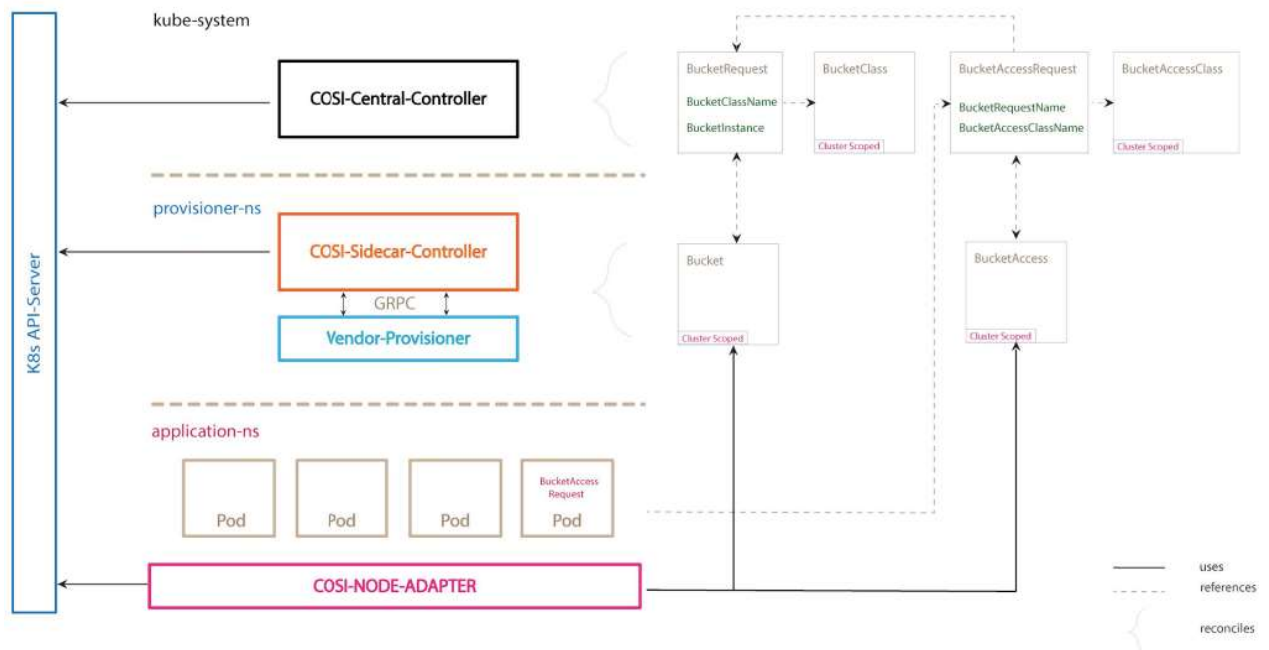 kube-system
K8s API-Server
COSI-Central-Controller
BucketRequest
BucketClassName
BucketInstance
BucketClass
Cluster Scoped
BucketAccessRequest
BucketRequestName
BucketAccessClassName
BucketAccessClass
Cluster Scoped
provisioner-ns
COSI-Sidecar-Controller
GRPC
Vendor-Provisioner
Bucket
Cluster Scoped
BucketAccess
Cluster Scoped
application-ns
Pod
Pod
Pod
BucketAccess
Request
Pod
COSI-NODE-ADAPTER
uses
references
reconciles